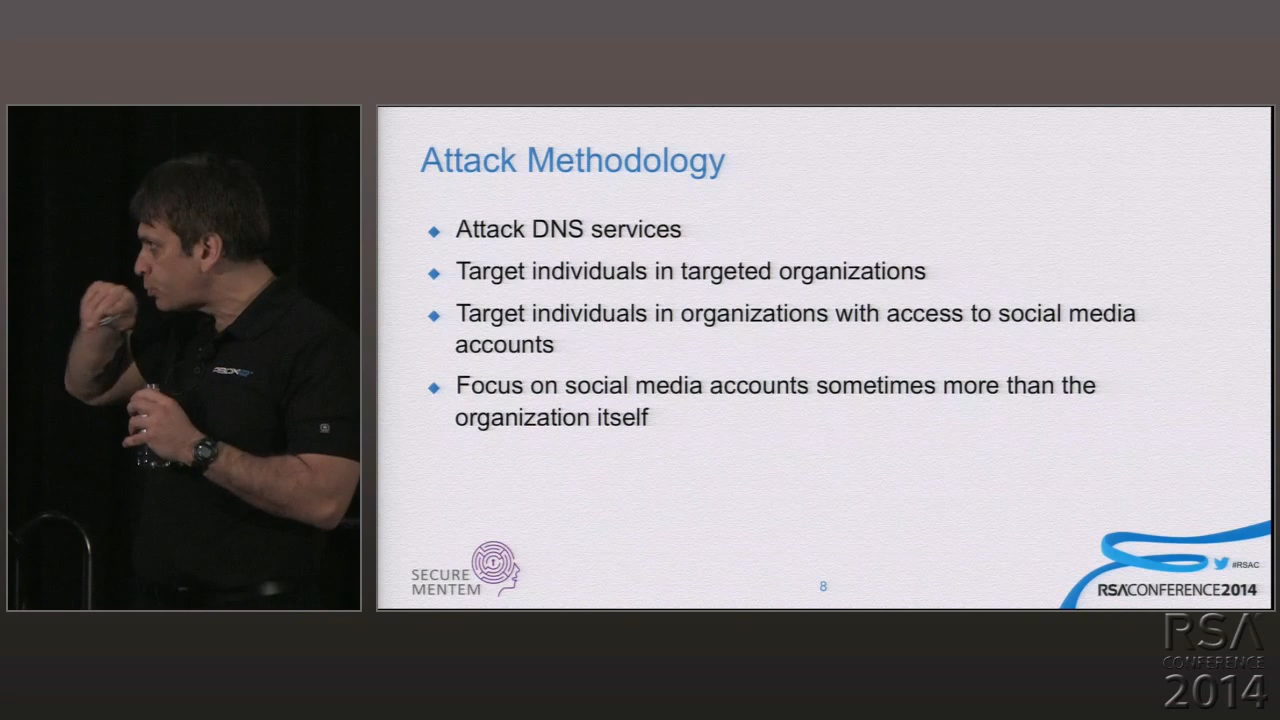 Attack Methodology
Attack DNS services
Target individuals in targeted organizations
Target individuals in organizations with access to social media
accounts
Focus on social media accounts sometimes more than the
organization itself
SECURE
MENTEM
8
#RSAC
RSACONFERENCE2014
RSA
CONFERENCE
2014